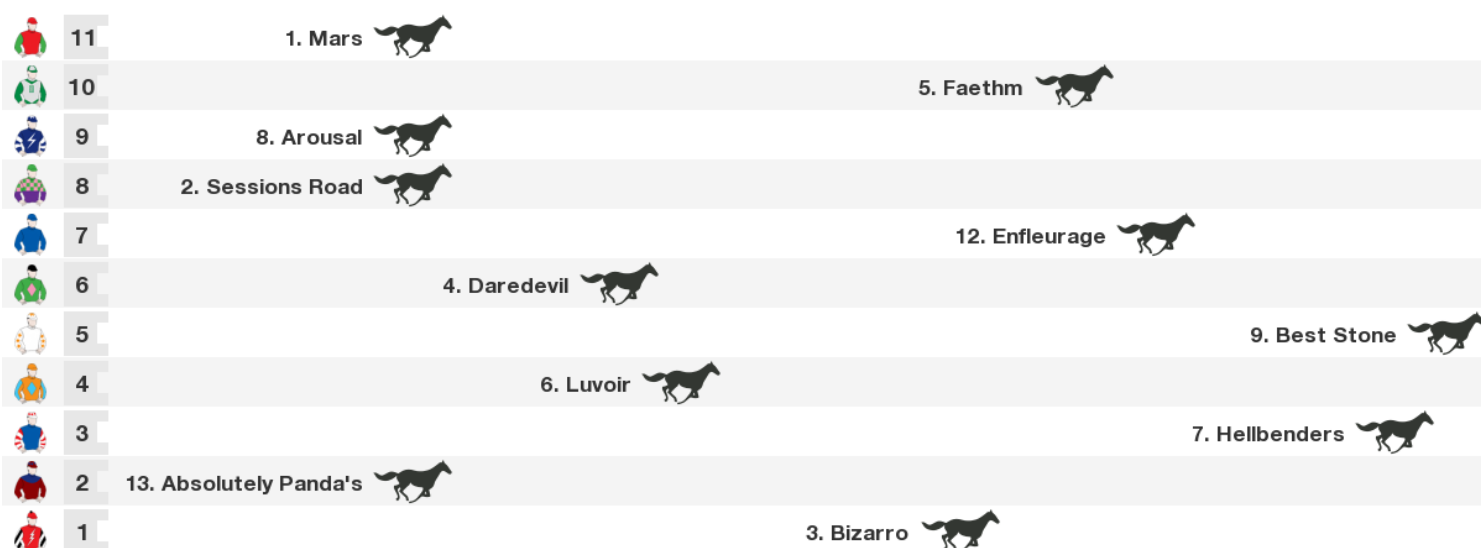 11 1. Mars
10 5. Faethm
9 8. Arousal
8 2. Sessions Road
7 12. Enfleurage
6 4. Daredevil
5 9. Best Stone
4 6. Luvoir
3 7. Hellbenders
2 13. Absolutely Panda's
1 3. Bizarro